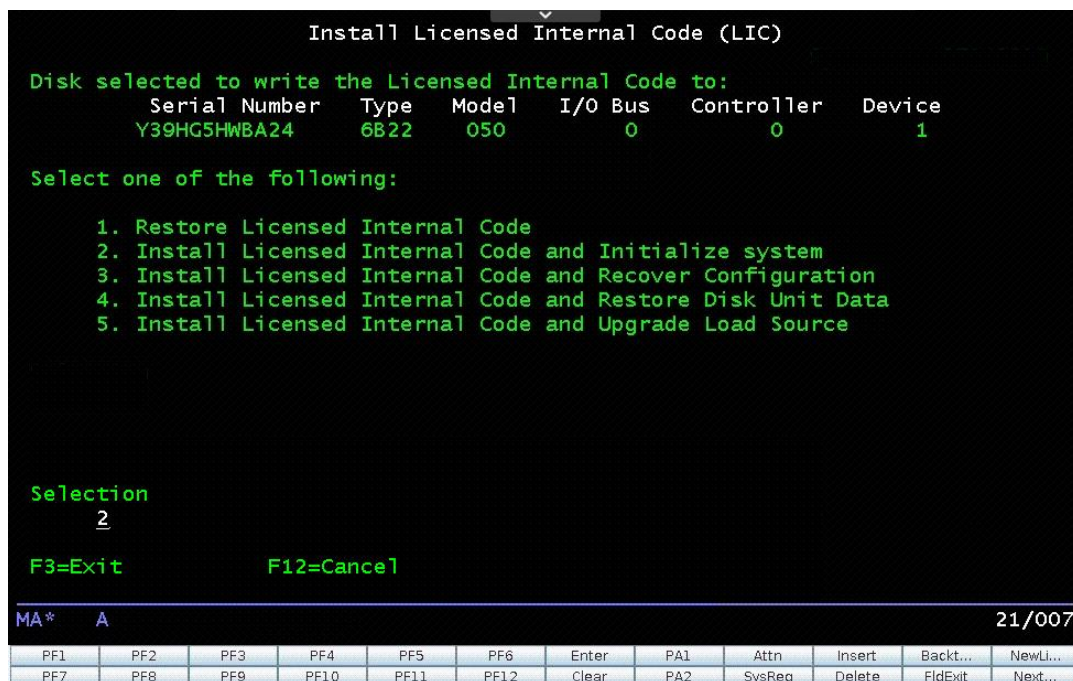 Install Licensed Internal Code (LIC)
Disk selected to write the Licensed Internal Code to:
Serial Number Type Model I/O Bus Controller Device
Y39HG5HWBA24 6B22 050 0 0 1
Select one of the following:
1. Restore Licensed Internal Code
2. Install Licensed Internal Code and Initialize system
3. Install Licensed Internal Code and Recover Configuration
4. Install Licensed Internal Code and Restore Disk Unit Data
5. Install Licensed Internal Code and Upgrade Load Source
Selection
2
F3=Exit F12=Cancel
MA* A 21/007
PF1 PF2 PF3 PF4 PF5 PF6 Enter PA1 Attn Insert Backt... NewLi...
PF7 PF8 PF9 PF10 PF11 PF12 Clear PA2 SysReq Delete FldExit Next...